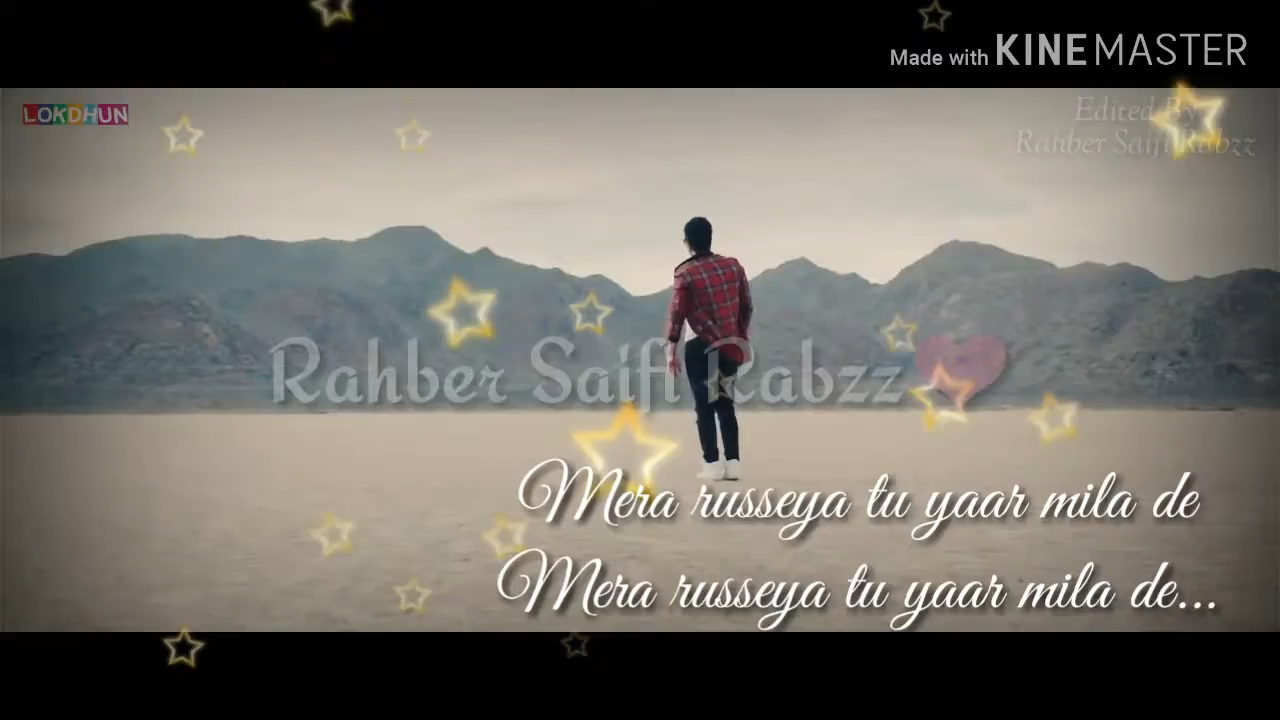 Made with KINEMASTER
LOKDHUN
Edited By
Rahber Saifi Rabzz
Rahber Saifi Rabzz
Mera russeya tu yaar mila de
Mera russeya tu yaar mila de...